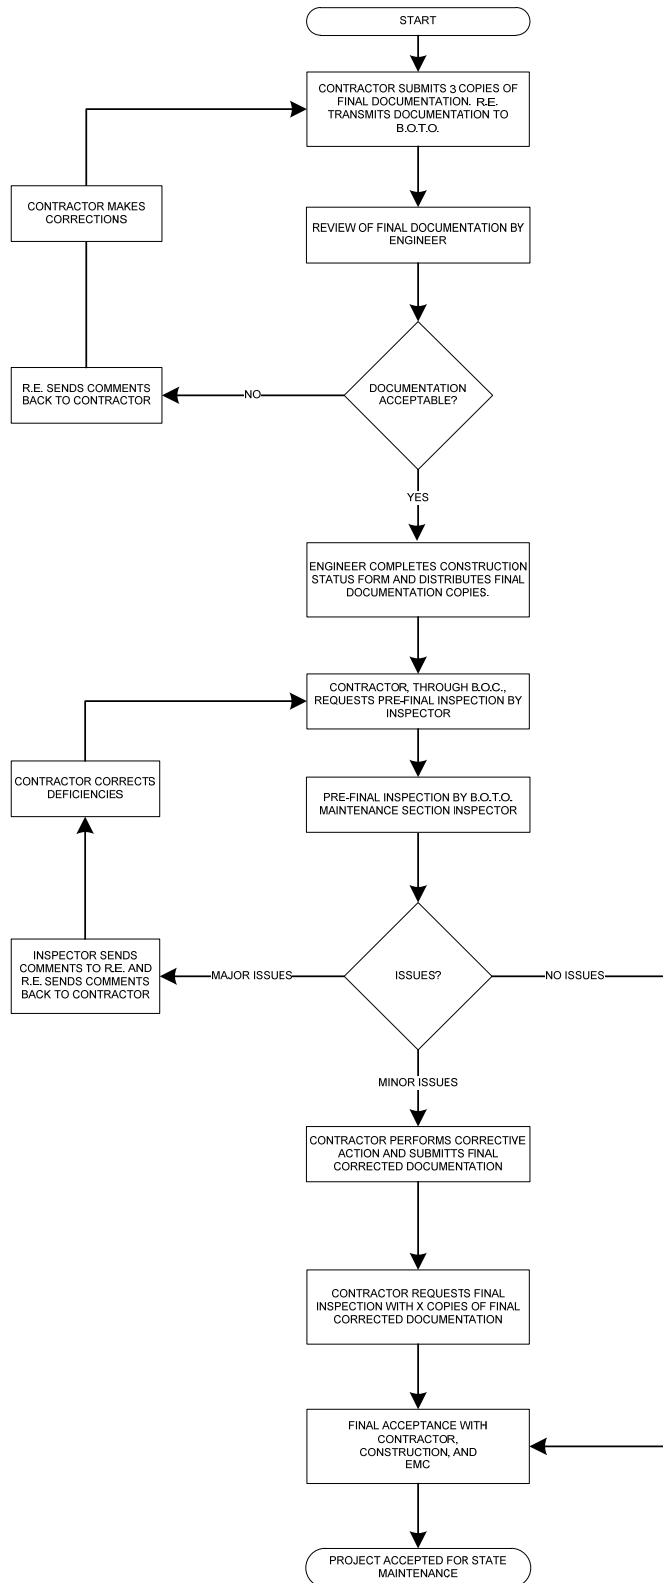 START
CONTRACTOR SUBMITS 3 COPIES OF
FINAL DOCUMENTATION. R.E.
TRANSMITS DOCUMENTATION TO
B.O.T.O.
CONTRACTOR MAKES
CORRECTIONS
REVIEW OF FINAL DOCUMENTATION BY
ENGINEER
R.E. SENDS COMMENTS
BACK TO CONTRACTOR
NO
DOCUMENTATION
ACCEPTABLE?
YES
ENGINEER COMPLETES CONSTRUCTION
STATUS FORM AND DISTRIBUTES FINAL
DOCUMENTATION COPIES.
CONTRACTOR, THROUGH B.O.C.,
REQUESTS PRE-FINAL INSPECTION BY
INSPECTOR
CONTRACTOR CORRECTS
DEFICIENCIES
PRE-FINAL INSPECTION BY B.O.T.O.
MAINTENANCE SECTION INSPECTOR
INSPECTOR SENDS
COMMENTS TO R.E. AND
R.E. SENDS COMMENTS
BACK TO CONTRACTOR
MAJOR ISSUES
ISSUES?
NO ISSUES
MINOR ISSUES
CONTRACTOR PERFORMS CORRECTIVE
ACTION AND SUBMITTS FINAL
CORRECTED DOCUMENTATION
CONTRACTOR REQUESTS FINAL
INSPECTION WITH X COPIES OF FINAL
CORRECTED DOCUMENTATION
FINAL ACCEPTANCE WITH
CONTRACTOR,
CONSTRUCTION, AND
EMC
PROJECT ACCEPTED FOR STATE
MAINTENANCE